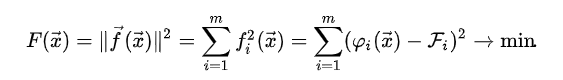 F(x⃗) = ‖f⃗(x⃗)‖² = ∑_{i=1}^{m} f_i²(x⃗) = ∑_{i=1}^{m} (φ_i(x⃗) − ℱ_i)² → min.